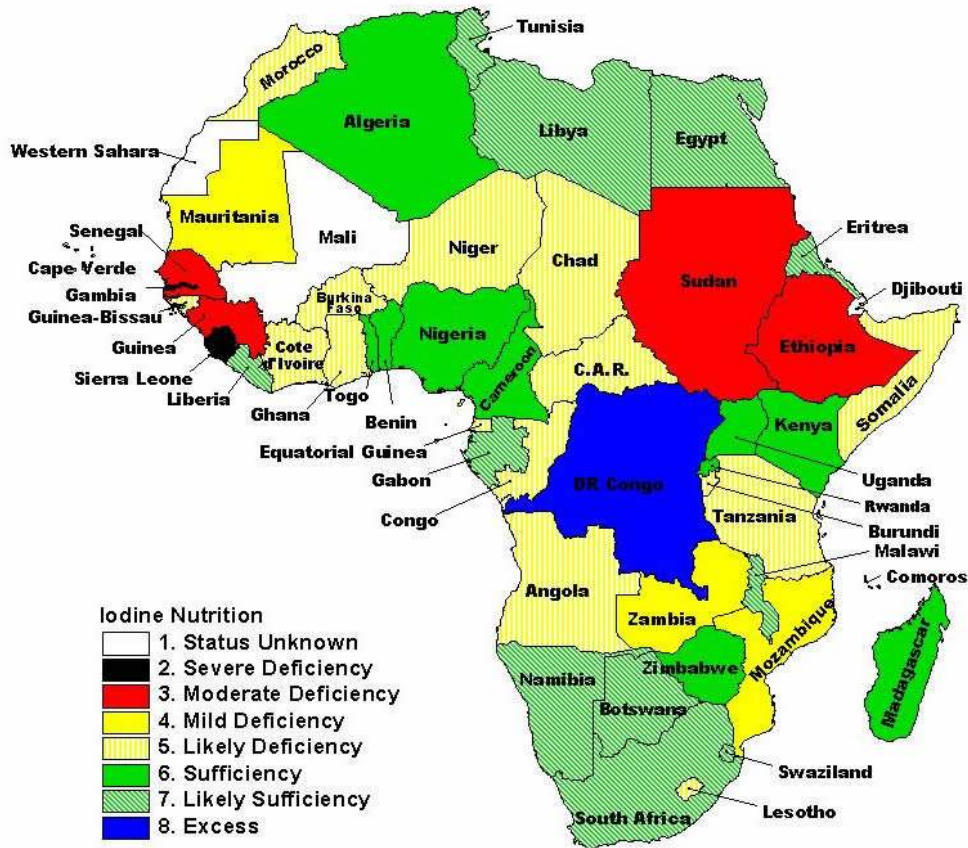 Tunisia
Morocco
Algeria
Libya
Egypt
Western Sahara
Mauritania
Mali
Niger
Chad
Sudan
Eritrea
Senegal
Cape Verde
Gambia
Guinea-Bissau
Guinea
Sierra Leone
Liberia
Burkina
Faso
Cote
d'Ivoire
Ghana
Togo
Benin
Nigeria
Cameroon
C.A.R.
Djibouti
Ethiopia
Somalia
Equatorial Guinea
Gabon
Congo
DR Congo
Kenya
Uganda
Rwanda
Burundi
Tanzania
Malawi
Comoros
Angola
Zambia
Mozambique
Madagascar
Zimbabwe
Namibia
Botswana
Swaziland
Lesotho
South Africa
Iodine Nutrition
1. Status Unknown
2. Severe Deficiency
3. Moderate Deficiency
4. Mild Deficiency
5. Likely Deficiency
6. Sufficiency
7. Likely Sufficiency
8. Excess